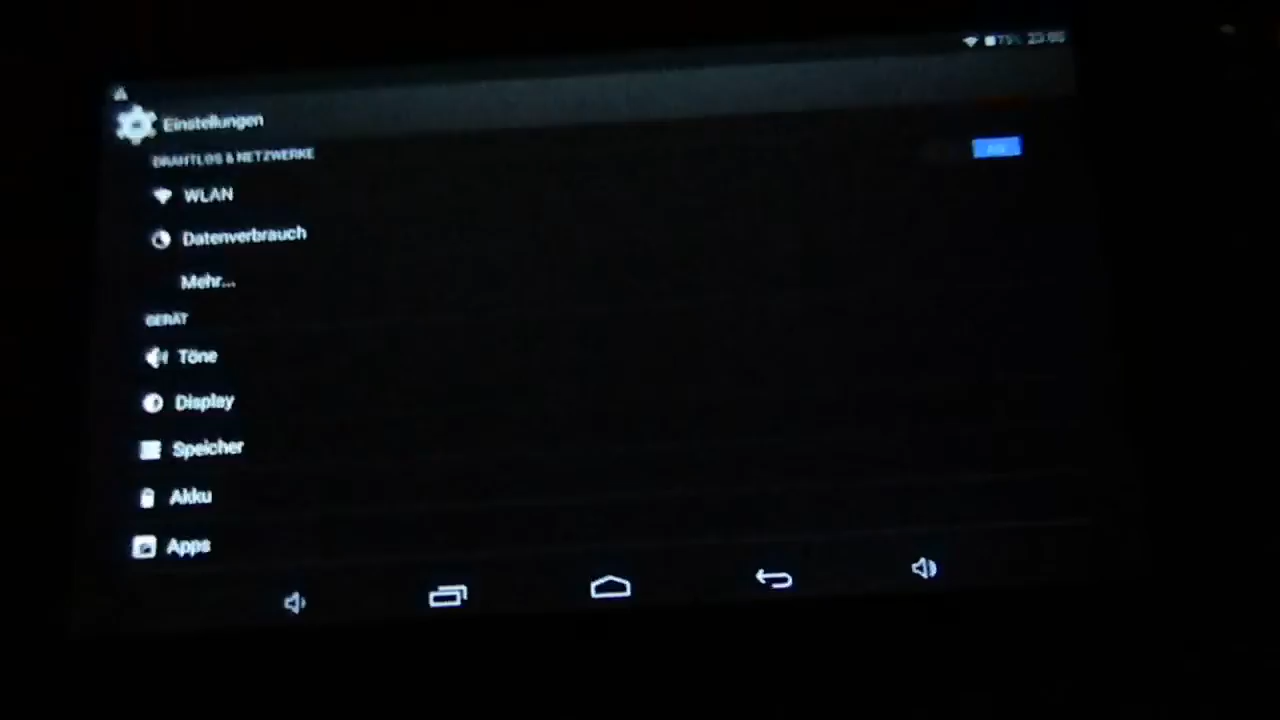 Einstellungen
DRAHTLOS & NETZWERKE
WLAN
Datenverbrauch
Mehr...
GERÄT
Töne
Display
Speicher
Akku
Apps